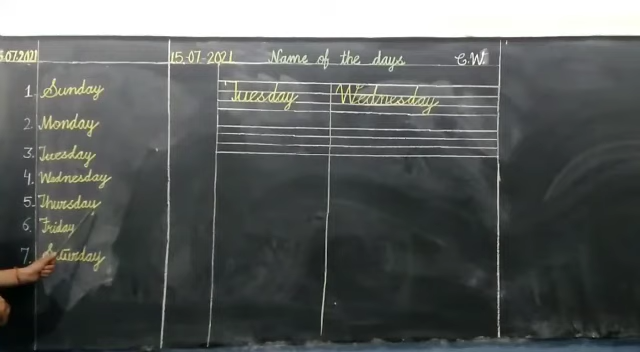 15.07.2021 Name of the days C.W.
1. Sunday
2. Monday
3. Tuesday
4. Wednesday
5. Thursday
6. Friday
7. Saturday
Tuesday Wednesday